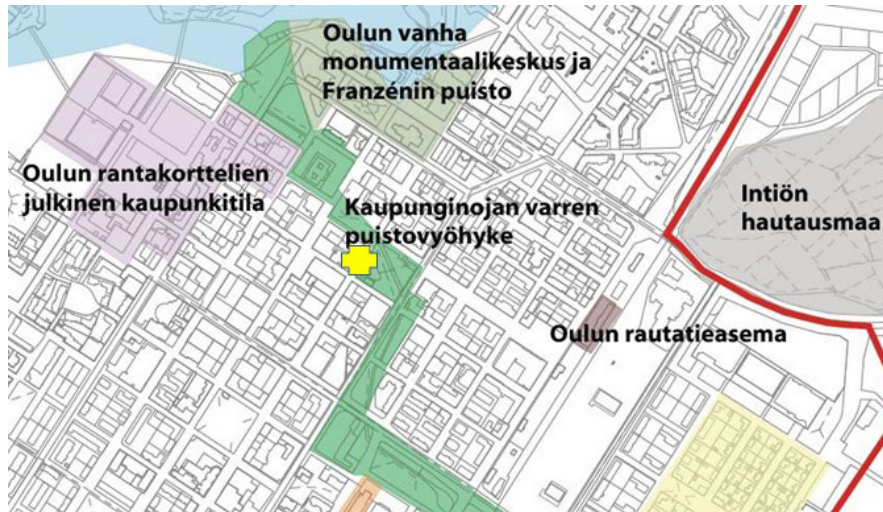 Oulun vanha
monumentaalikeskus ja
Franzénin puisto
Oulun rantakorttelien
julkinen kaupunkitila
Kaupunginojan varren
puistovyöhyke
Intiön
hautausmaa
Oulun rautatieasema